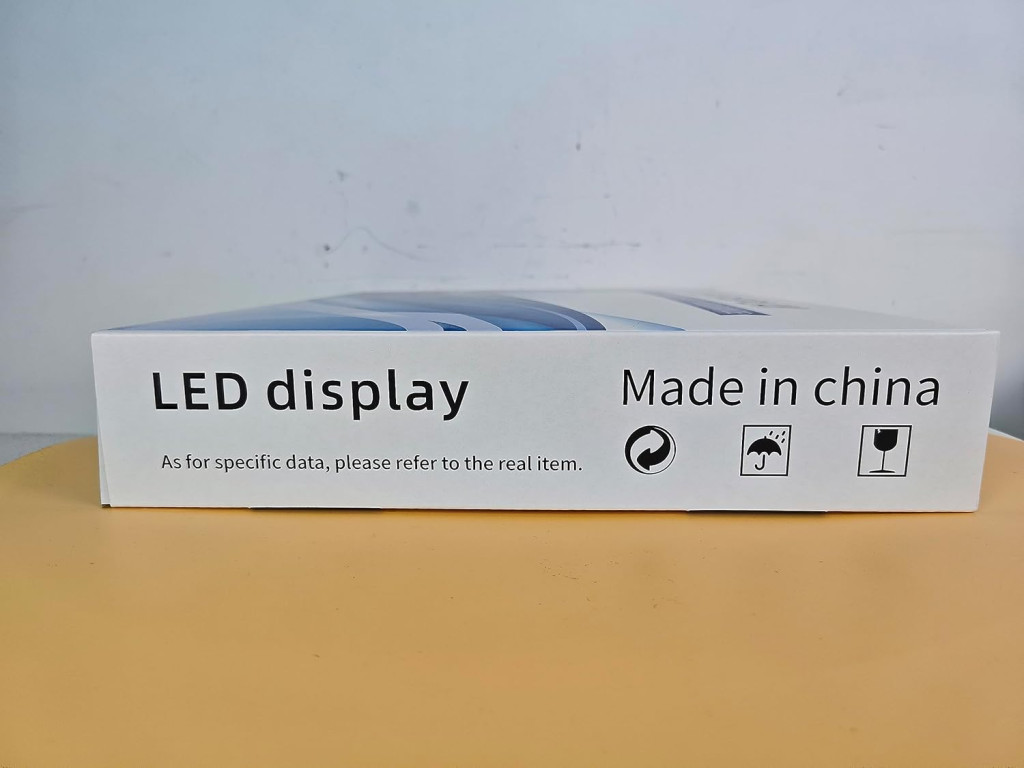 LED display
Made in china
As for specific data, please refer to the real item.